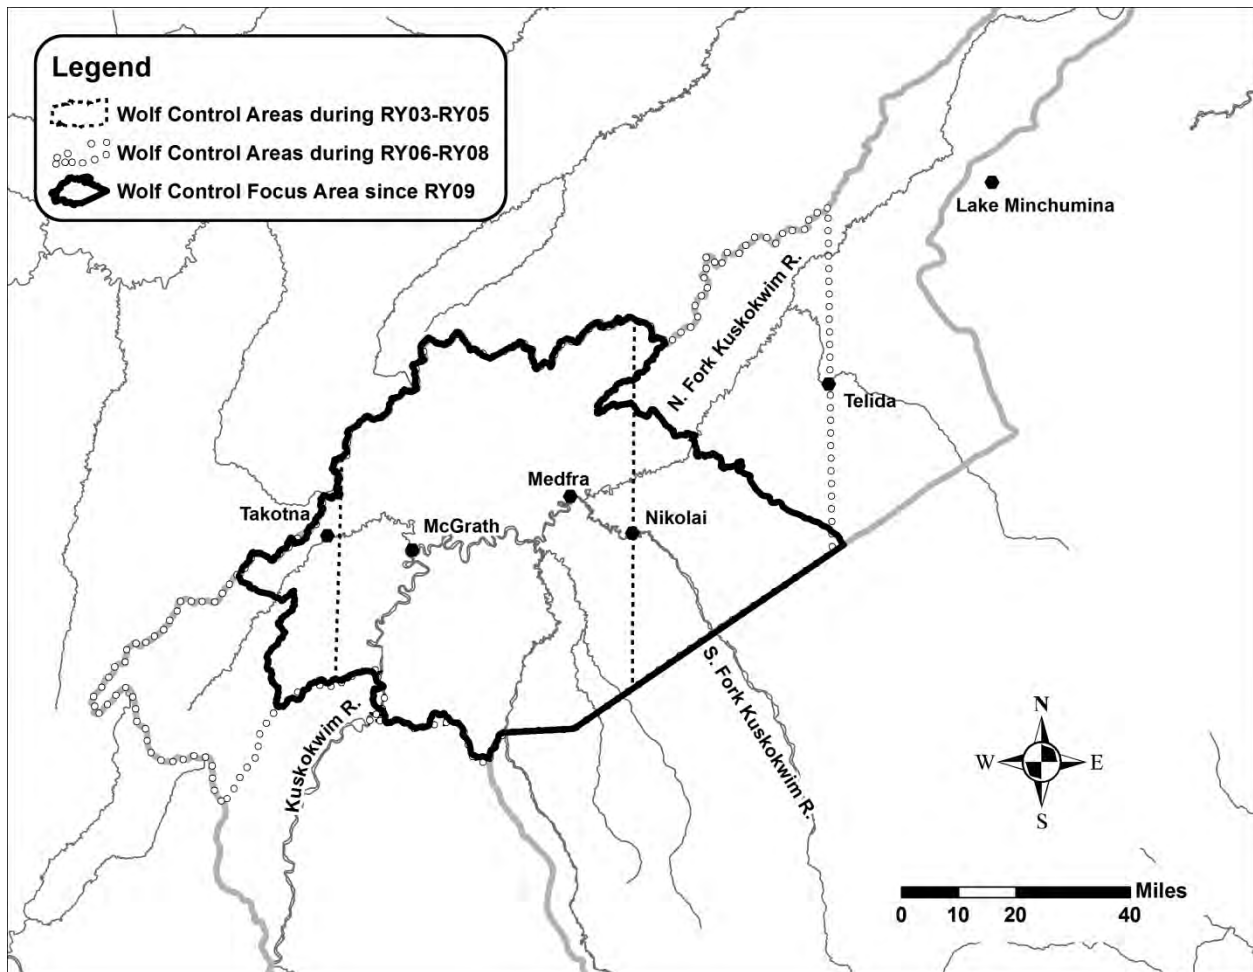 Legend
Wolf Control Areas during RY03-RY05
Wolf Control Areas during RY06-RY08
Wolf Control Focus Area since RY09
Lake Minchumina
N. Fork Kuskokwim R.
Telida
Medfra
Takotna
McGrath
Nikolai
S. Fork Kuskokwim R.
Kuskokwim R.
N
W
E
S
Miles
0
10
20
40